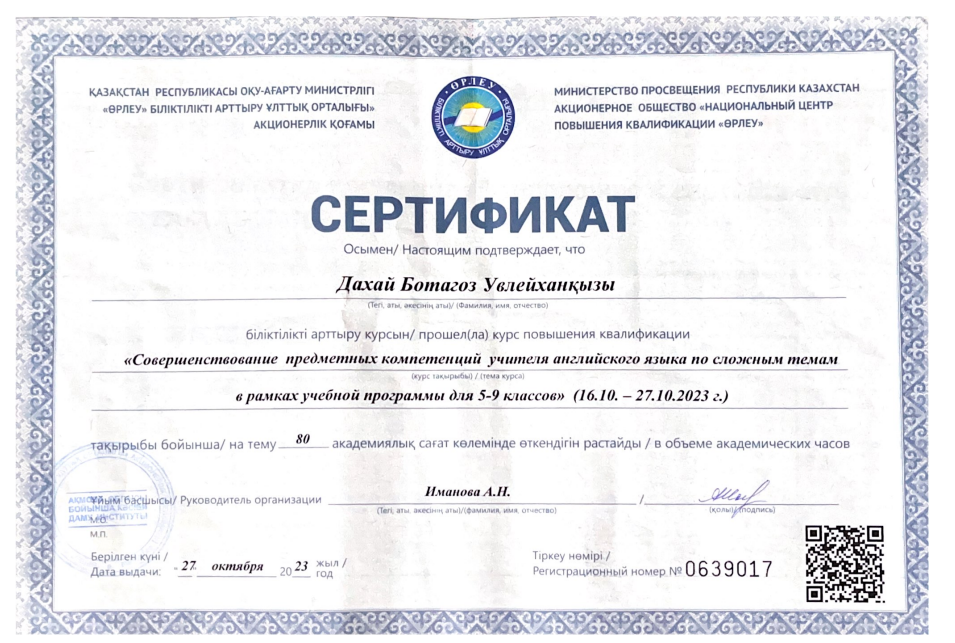 ҚАЗАҚСТАН РЕСПУБЛИКАСЫ ОҚУ-АҒАРТУ МИНИСТРЛІГІ
«ӨРЛЕУ» БІЛІКТІЛІКТІ АРТТЫРУ ҰЛТТЫҚ ОРТАЛЫҒЫ»
АКЦИОНЕРЛІК ҚОҒАМЫ
ӨРЛЕУ
БІЛІКТІЛІКТІ АРТТЫРУ ҰЛТТЫҚ ОРТАЛЫҒЫ
МИНИСТЕРСТВО ПРОСВЕЩЕНИЯ РЕСПУБЛИКИ КАЗАХСТАН
АКЦИОНЕРНОЕ ОБЩЕСТВО «НАЦИОНАЛЬНЫЙ ЦЕНТР
ПОВЫШЕНИЯ КВАЛИФИКАЦИИ «ӨРЛЕУ»
СЕРТИФИКАТ
Осымен/ Настоящим подтверждает, что
Дахай Ботагоз Увлейханқызы
(Тегі, аты, әкесінің аты)/ (Фамилия, имя, отчество)
біліктілікті арттыру курсын/ прошел(ла) курс повышения квалификации
«Совершенствование предметных компетенций учителя английского языка по сложным темам
(курс тақырыбы) / (тема курса)
в рамках учебной программы для 5-9 классов» (16.10. – 27.10.2023 г.)
тақырыбы бойынша/ на тему 80 академиялық сағат көлемінде өткендігін растайды / в объеме академических часов
Ұйым басшысы/ Руководитель организации Иманова А.Н. /
(Тегі, аты, әкесінің аты)/(фамилия, имя, отчество) (қолы)/(подпись)
БОЙЫНША
ДАМУ ИНСТИТУТЫ
М.О.
М.П.
Берілген күні /
Дата выдачи: "27 октября 2023 жыл / год
Тіркеу нөмірі /
Регистрационный номер № 0639017